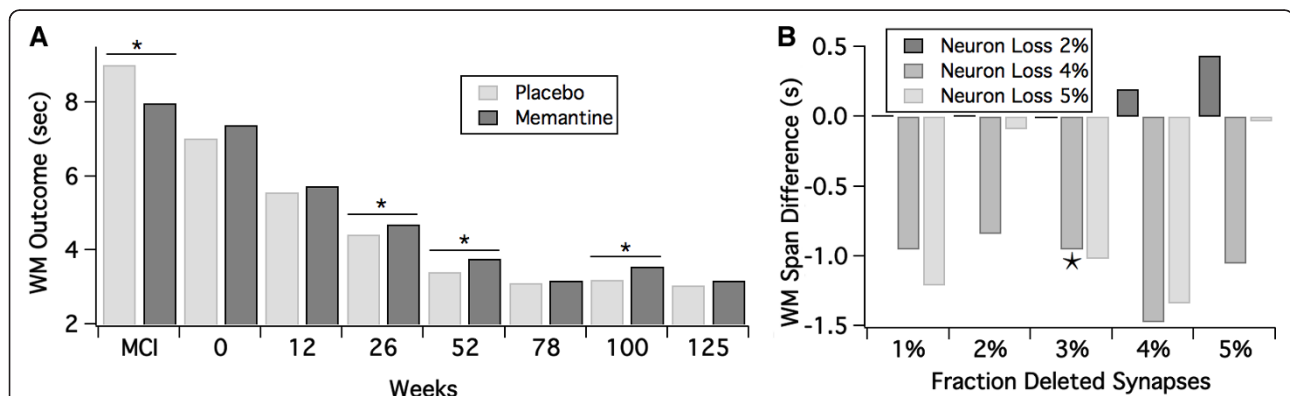 A
WM Outcome (sec)
8
6
4
2
*
*
*
*
Placebo
Memantine
MCI 0 12 26 52 78 100 125
Weeks
B
WM Span Difference (s)
0.5
0.0
-0.5
-1.0
-1.5
Neuron Loss 2%
Neuron Loss 4%
Neuron Loss 5%
★
1% 2% 3% 4% 5%
Fraction Deleted Synapses